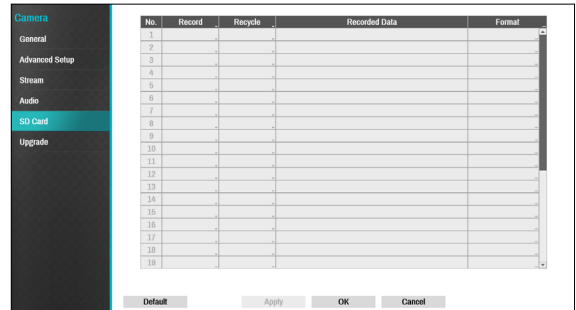 Camera
General
Advanced Setup
Stream
Audio
SD Card
Upgrade
No. Record Recycle Recorded Data Format
1
2
3
4
5
6
7
8
9
10
11
12
13
14
15
16
17
18
19
Default Apply OK Cancel